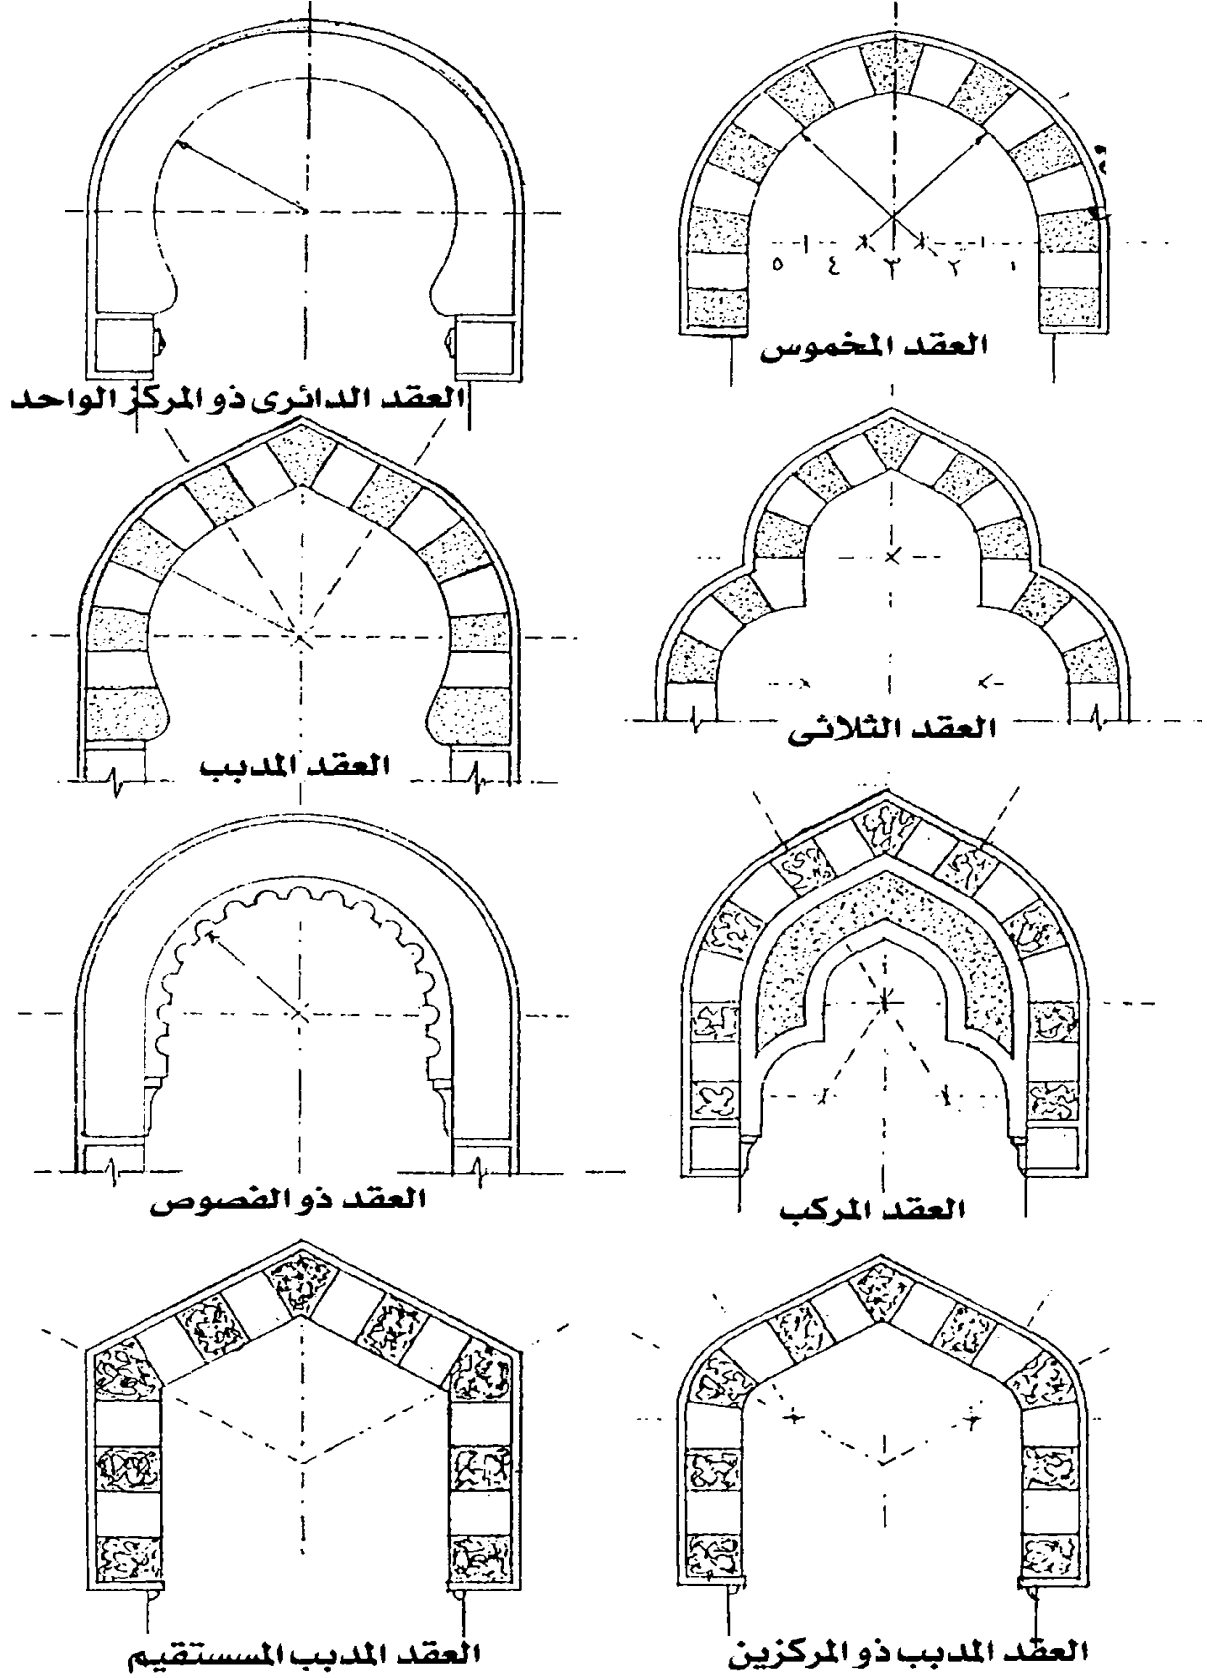 ٥ ٤ ٣ ٢ ١
العقد المخموس
العقد الدائرى ذو المركز الواحد
العقد الثلاثى
العقد المدبب
العقد المركب
العقد ذو الفصوص
العقد المدبب ذو المركزين
العقد المدبب المسستقيم